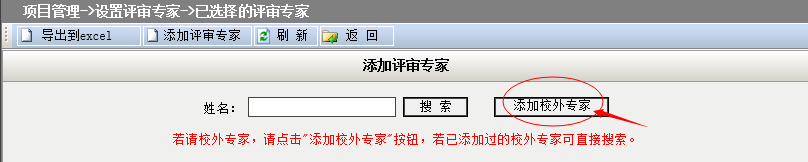 项目管理->设置评审专家->已选择的评审专家
导出到excel 添加评审专家 刷 新 返 回
添加评审专家
姓名： 搜 索 添加校外专家
若请校外专家，请点击"添加校外专家"按钮，若已添加过的校外专家可直接搜索。